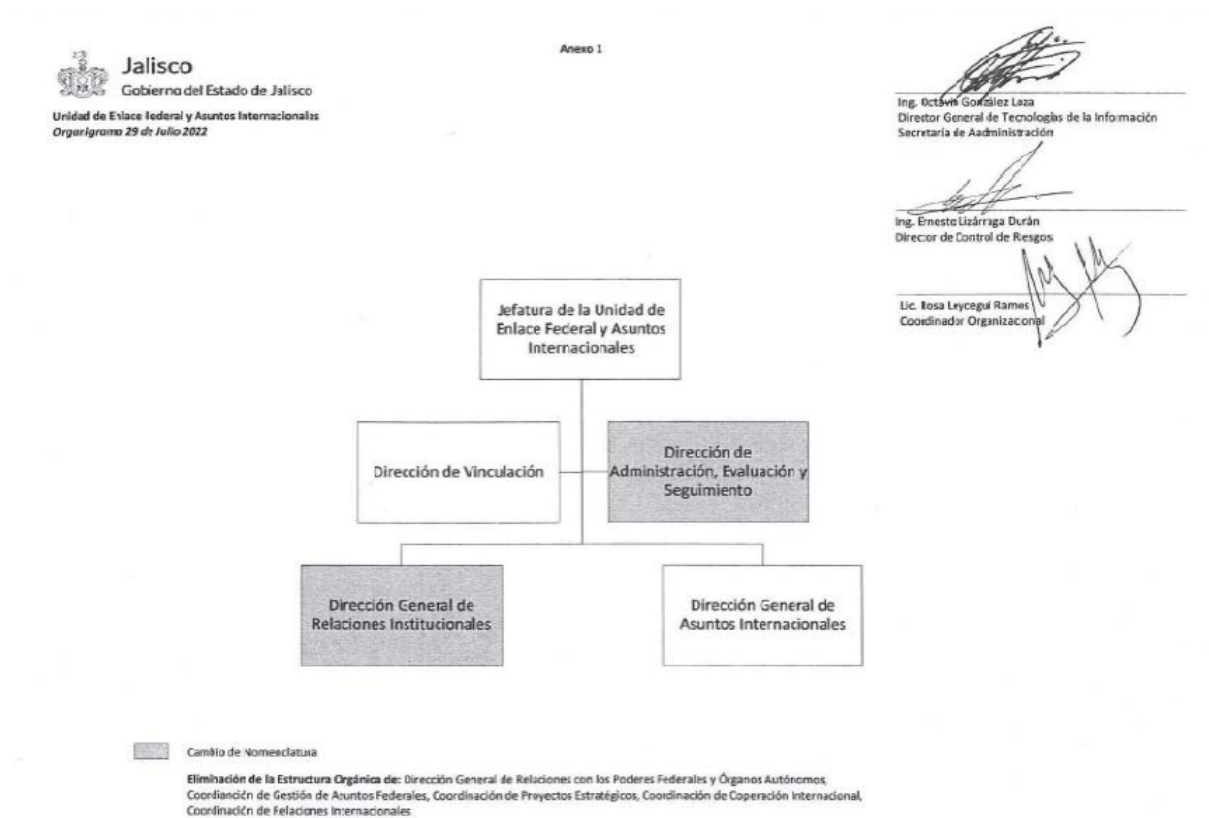 Anexo 1
Jalisco
Gobierno del Estado de Jalisco
Unidad de Enlace Federal y Asuntos Internacionales
Organigrama 29 de Julio 2022
Ing. Octavio González Loza
Director General de Tecnologías de la Información
Secretaría de Aadministración
Ing. Ernesto Lizárraga Durán
Director de Control de Resgos
Lic. Rosa Leycegui Ramos
Coordinador Organizacional
Jefatura de la Unidad de
Enlace Federal y Asuntos
Internacionales
Dirección de Vinculación
Dirección de
Administración, Evaluación y
Seguimiento
Dirección General de
Relaciones Institucionales
Dirección General de
Asuntos Internacionales
Cambio de Nomenclatura
Eliminación de la Estructura Orgánica de: Dirección General de Relaciones con los Poderes Federales y Órganos Autónomos,
Coordianción de Gestión de Asuntos Federales, Coordinación de Proyectos Estratégicos, Coordinación de Coperación Internacional,
Coordinación de Relaciones Internacionales